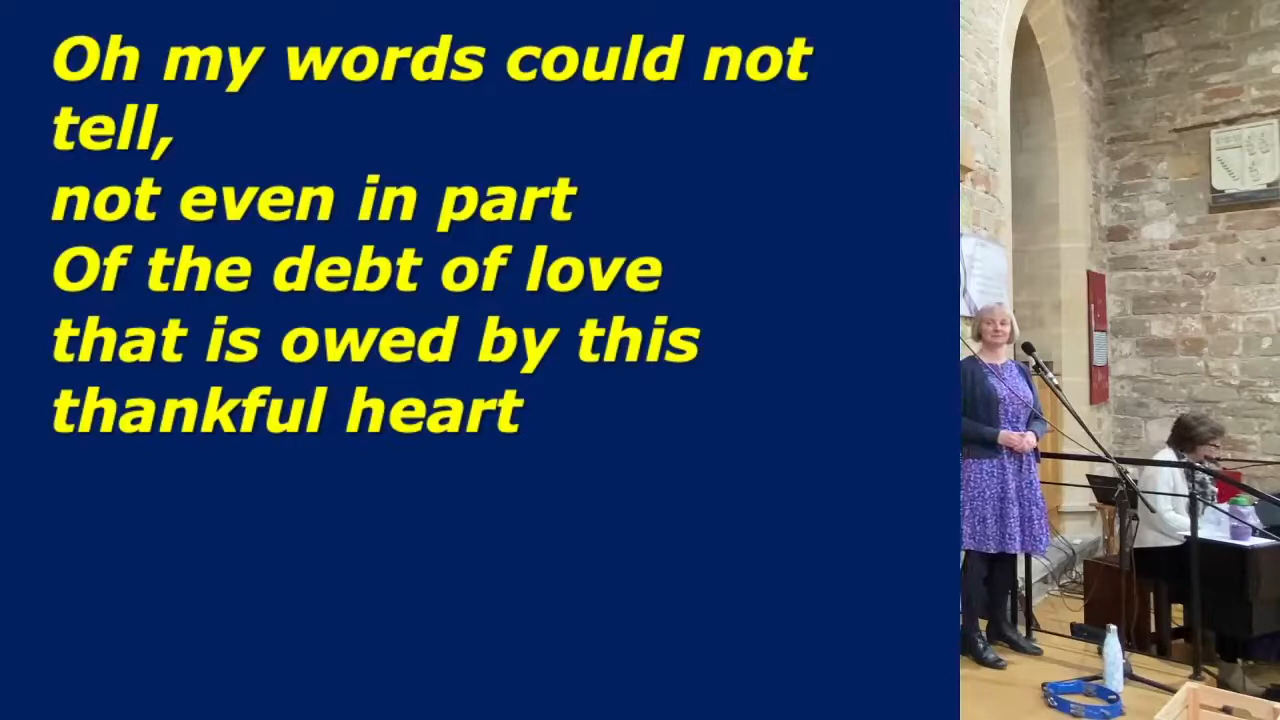 Oh my words could not
tell,
not even in part
Of the debt of love
that is owed by this
thankful heart